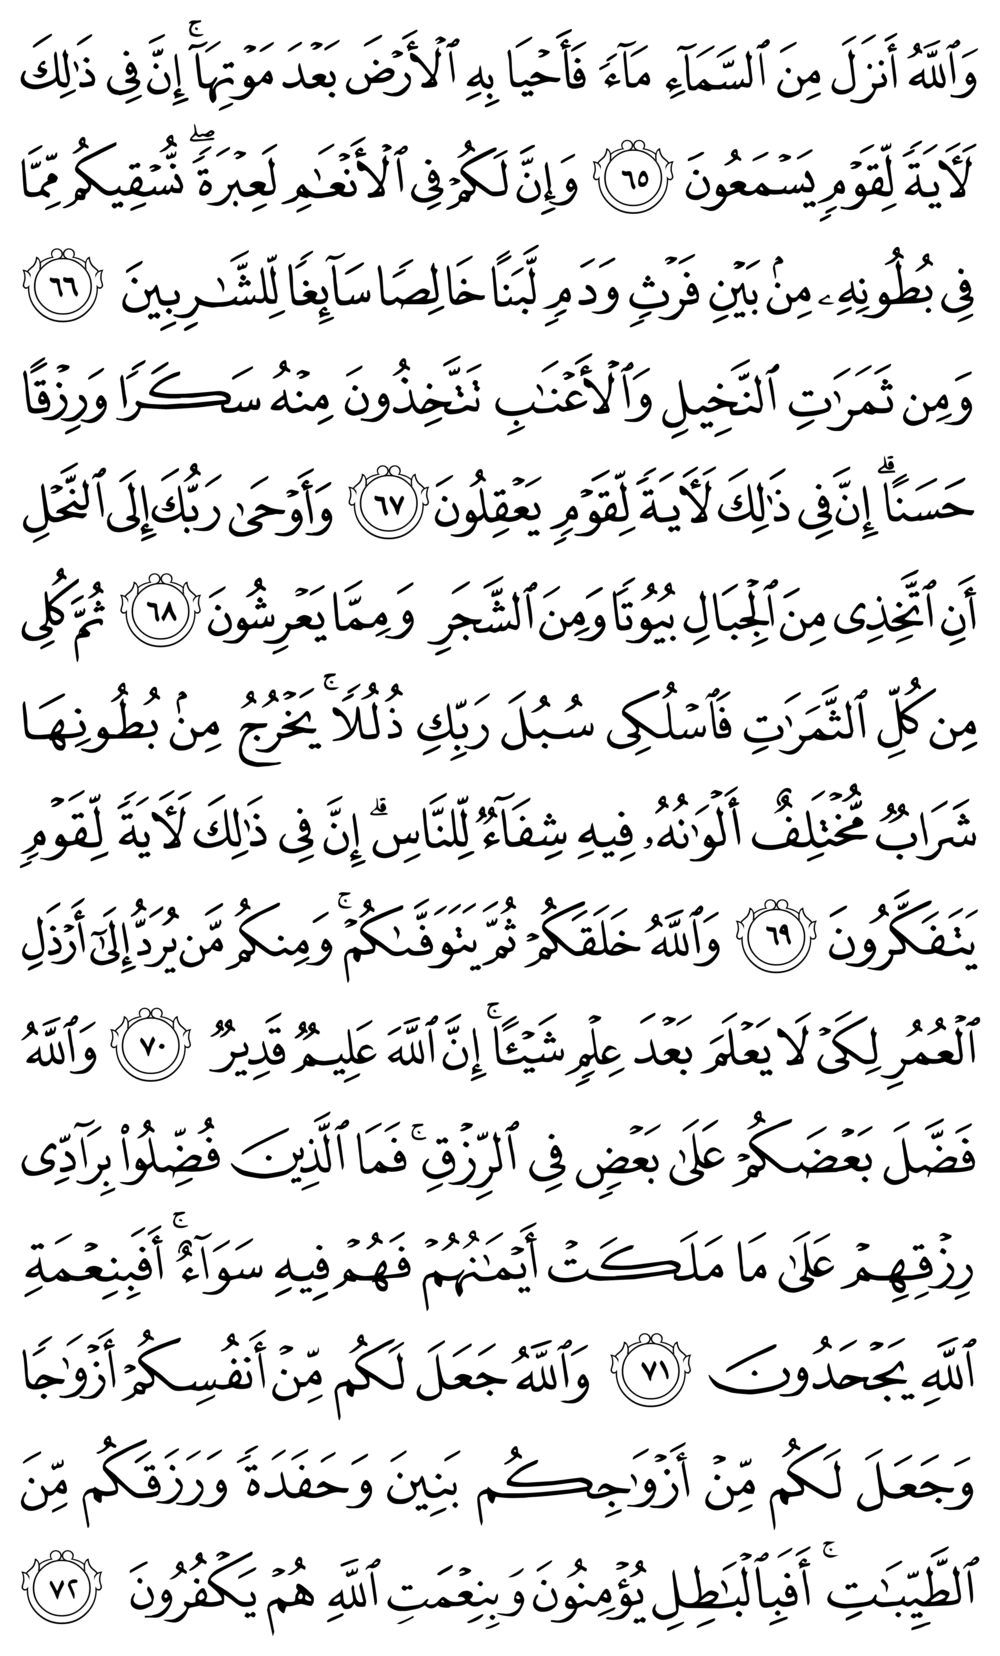 وَٱللَّهُ أَنزَلَ مِنَ ٱلسَّمَآءِ مَآءً فَأَحْيَا بِهِ ٱلْأَرْضَ بَعْدَ مَوْتِهَآ ۚ إِنَّ فِى ذَٰلِكَ
لَـَٔايَةً لِّقَوْمٍ يَسْمَعُونَ ٦٥ وَإِنَّ لَكُمْ فِى ٱلْأَنْعَـٰمِ لَعِبْرَةً ۖ نُّسْقِيكُم مِّمَّا
فِى بُطُونِهِۦ مِنۢ بَيْنِ فَرْثٍ وَدَمٍ لَّبَنًا خَالِصًا سَآئِغًا لِّلشَّـٰرِبِينَ ٦٦
وَمِن ثَمَرَٰتِ ٱلنَّخِيلِ وَٱلْأَعْنَـٰبِ تَتَّخِذُونَ مِنْهُ سَكَرًا وَرِزْقًا
حَسَنًا ۗ إِنَّ فِى ذَٰلِكَ لَـَٔايَةً لِّقَوْمٍ يَعْقِلُونَ ٦٧ وَأَوْحَىٰ رَبُّكَ إِلَى ٱلنَّحْلِ
أَنِ ٱتَّخِذِى مِنَ ٱلْجِبَالِ بُيُوتًا وَمِنَ ٱلشَّجَرِ وَمِمَّا يَعْرِشُونَ ٦٨ ثُمَّ كُلِى
مِن كُلِّ ٱلثَّمَرَٰتِ فَٱسْلُكِى سُبُلَ رَبِّكِ ذُلُلًا ۚ يَخْرُجُ مِنۢ بُطُونِهَا
شَرَابٌ مُّخْتَلِفٌ أَلْوَٰنُهُۥ فِيهِ شِفَآءٌ لِّلنَّاسِ ۗ إِنَّ فِى ذَٰلِكَ لَـَٔايَةً لِّقَوْمٍ
يَتَفَكَّرُونَ ٦٩ وَٱللَّهُ خَلَقَكُمْ ثُمَّ يَتَوَفَّىٰكُمْ ۚ وَمِنكُم مَّن يُرَدُّ إِلَىٰٓ أَرْذَلِ
ٱلْعُمُرِ لِكَىْ لَا يَعْلَمَ بَعْدَ عِلْمٍ شَيْـًٔا ۚ إِنَّ ٱللَّهَ عَلِيمٌ قَدِيرٌ ٧٠ وَٱللَّهُ
فَضَّلَ بَعْضَكُمْ عَلَىٰ بَعْضٍ فِى ٱلرِّزْقِ ۚ فَمَا ٱلَّذِينَ فُضِّلُوا۟ بِرَآدِّى
رِزْقِهِمْ عَلَىٰ مَا مَلَكَتْ أَيْمَـٰنُهُمْ فَهُمْ فِيهِ سَوَآءٌ ۚ أَفَبِنِعْمَةِ
ٱللَّهِ يَجْحَدُونَ ٧١ وَٱللَّهُ جَعَلَ لَكُم مِّنْ أَنفُسِكُمْ أَزْوَٰجًا
وَجَعَلَ لَكُم مِّنْ أَزْوَٰجِكُم بَنِينَ وَحَفَدَةً وَرَزَقَكُم مِّنَ
ٱلطَّيِّبَـٰتِ ۚ أَفَبِٱلْبَـٰطِلِ يُؤْمِنُونَ وَبِنِعْمَتِ ٱللَّهِ هُمْ يَكْفُرُونَ ٧٢